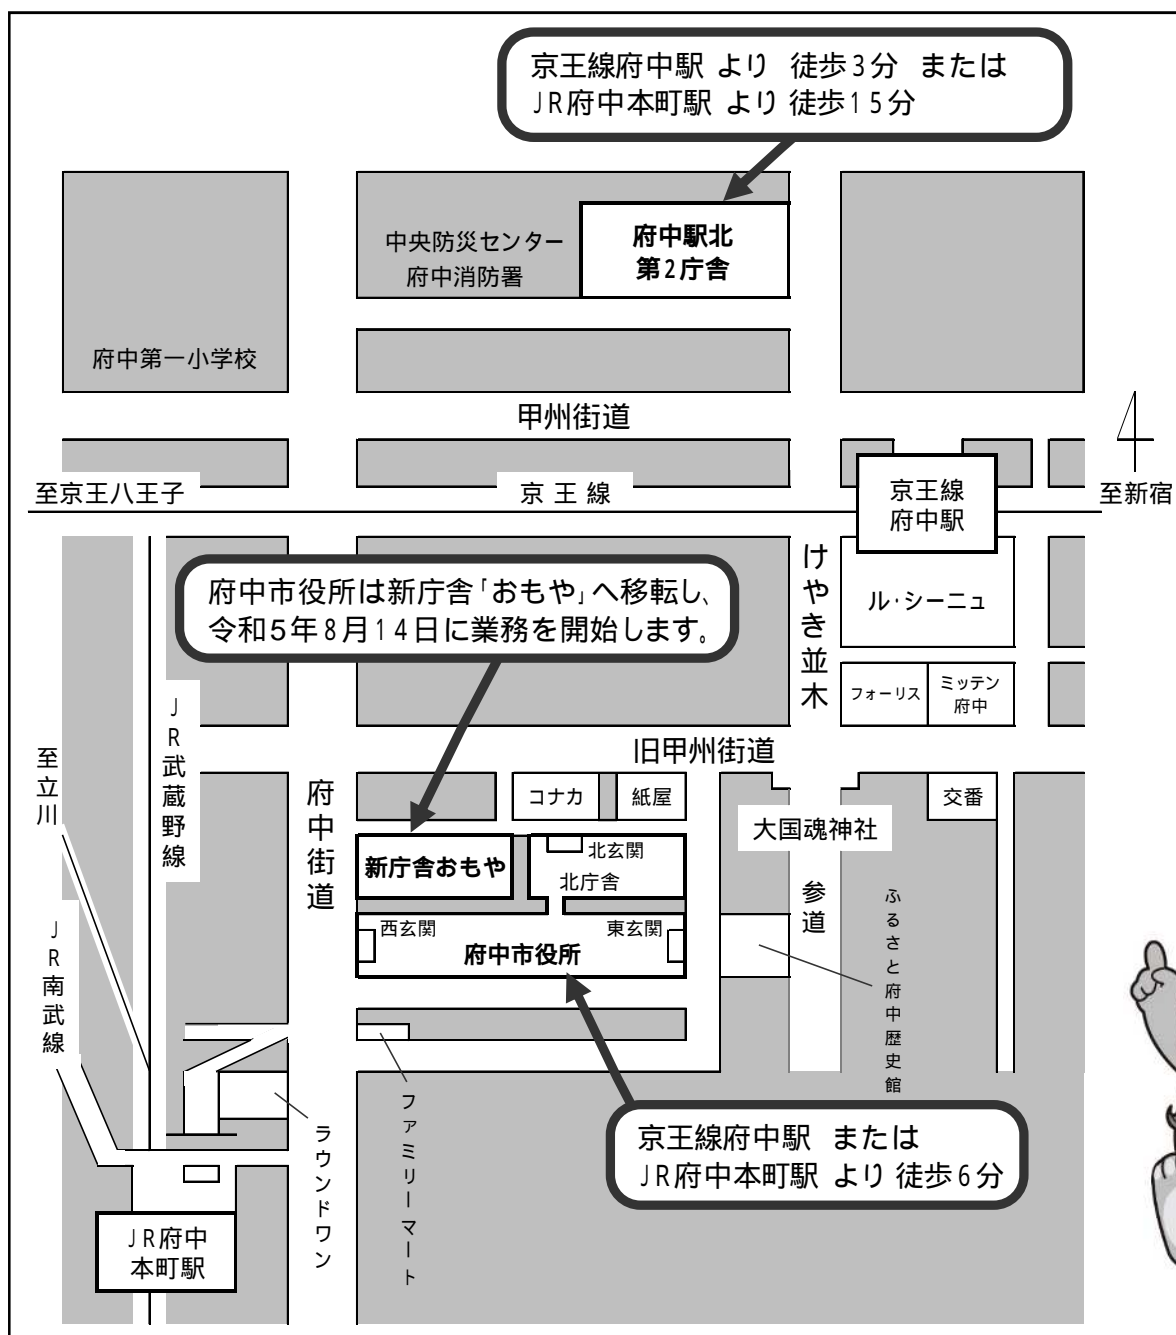 京王線府中駅 より 徒歩3分 または
JR府中本町駅 より 徒歩15分
中央防災センター
府中消防署
府中駅北
第2庁舎
府中第一小学校
甲州街道
至京王八王子
京王線
京王線
府中駅
至新宿
けやき並木
ル・シーニュ
府中市役所は新庁舎「おもや」へ移転し、
令和5年8月14日に業務を開始します。
フォーリス
ミッテン
府中
旧甲州街道
JR武蔵野線
至立川
府中街道
コナカ
紙屋
交番
大国魂神社
参道
新庁舎おもや
北玄関
北庁舎
西玄関
東玄関
府中市役所
ふるさと府中歴史館
JR南武線
ファミリーマート
ラウンドワン
京王線府中駅 または
JR府中本町駅 より 徒歩6分
JR府中
本町駅